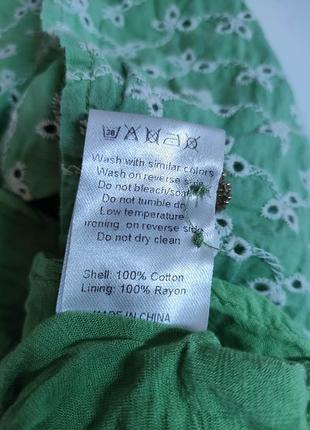 30
Wash with similar colors
Wash on reverse side
Do not bleach/soak
Do not tumble dry
Low temperature
ironing on reverse side
Do not dry clean
Shell: 100% Cotton
Lining: 100% Rayon
MADE IN CHINA